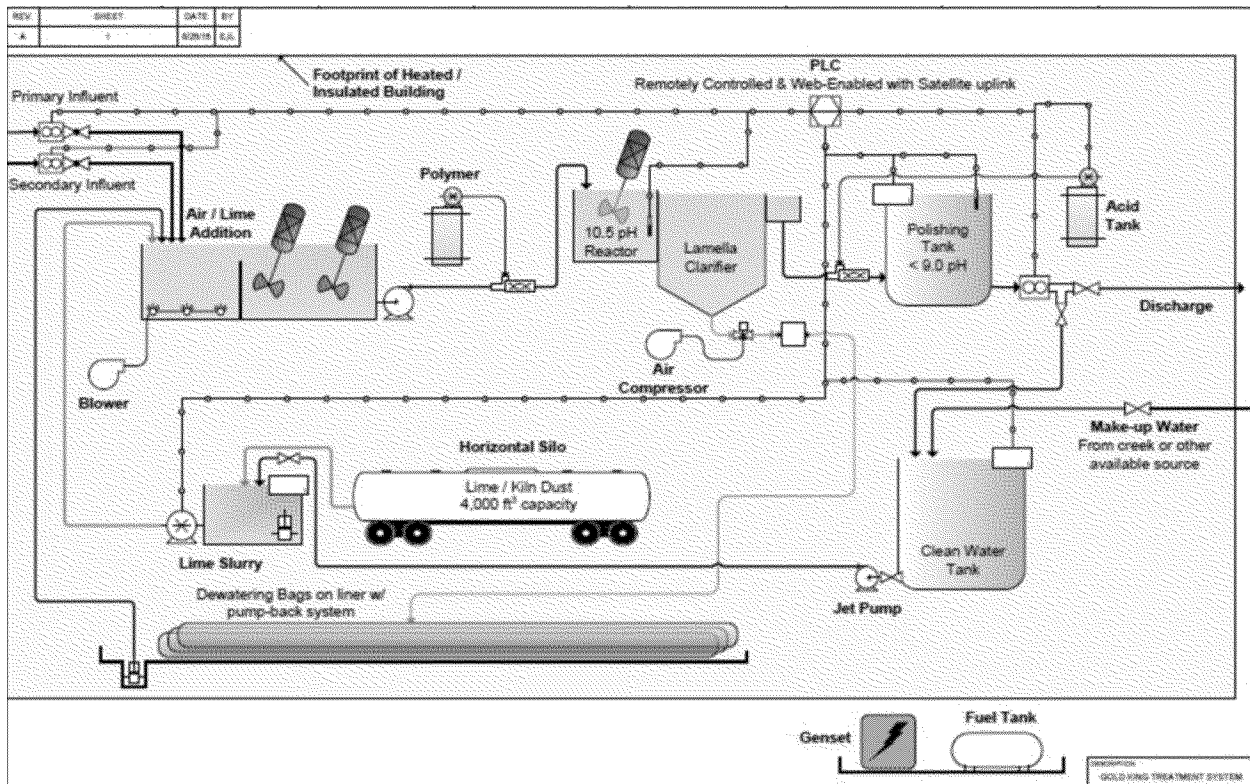 REV SHEET DATE BY
A 1
Footprint of Heated /
Insulated Building
PLC
Remotely Controlled & Web-Enabled with Satellite uplink
Primary Influent
Secondary Influent
Air / Lime
Addition
Polymer
10.5 pH
Reactor
Lamella
Clarifier
Polishing
Tank
< 9.0 pH
Acid
Tank
Discharge
Blower
Air
Compressor
Make-up Water
From creek or other
available source
Horizontal Silo
Lime / Kiln Dust
4,000 ft³ capacity
Lime Slurry
Clean Water
Tank
Jet Pump
Dewatering Bags on liner w/
pump-back system
Genset
Fuel Tank
DESCRIPTION
GOLD KING TREATMENT SYSTEM